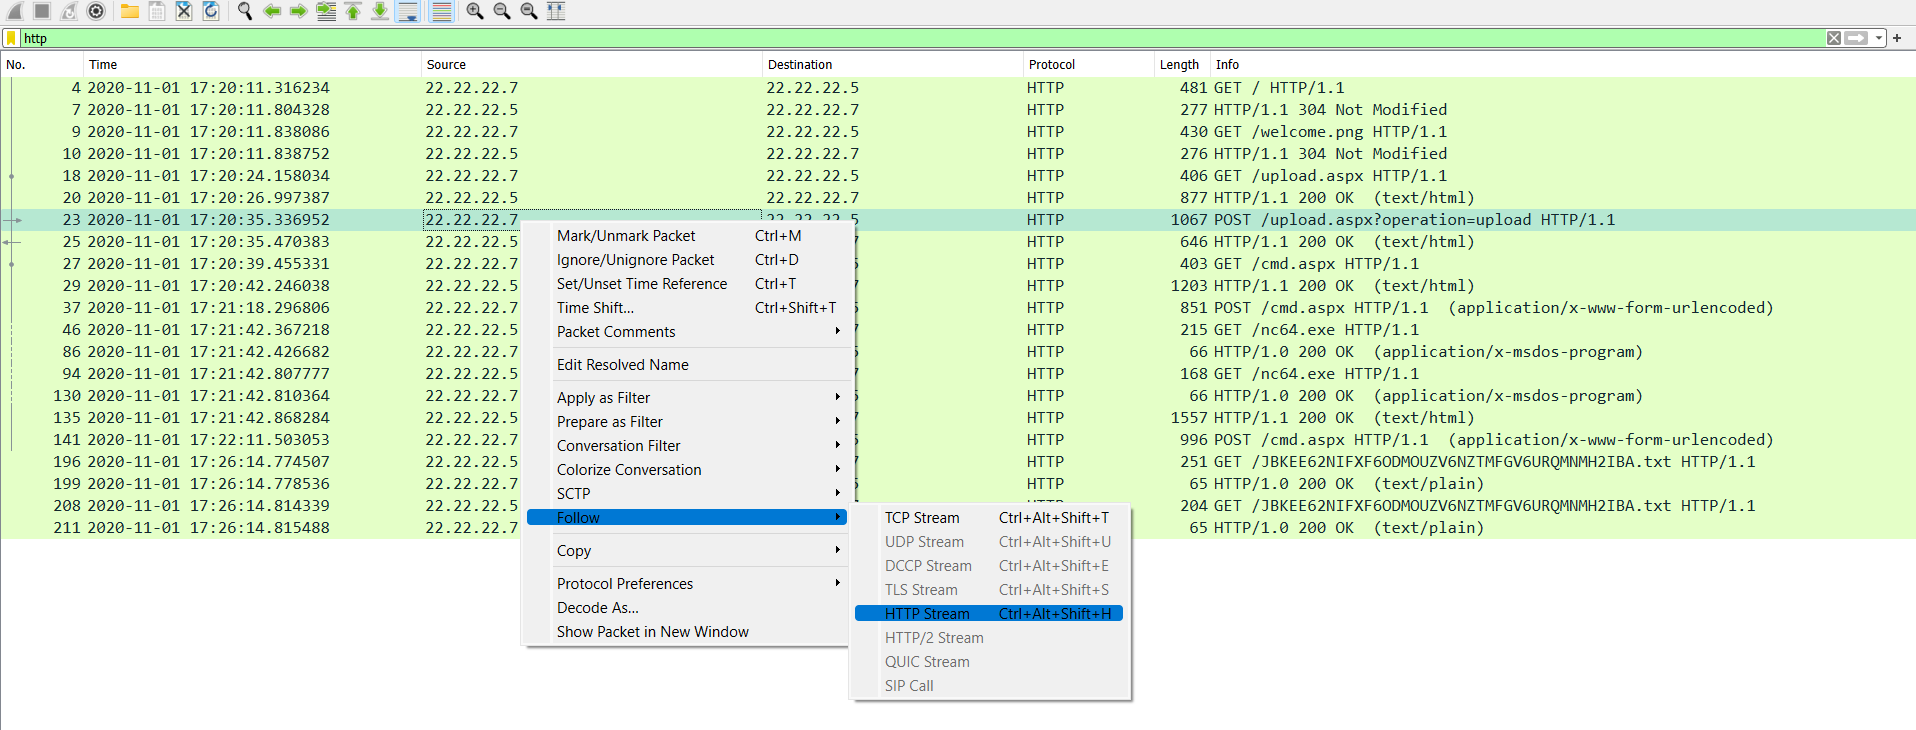 http
No. Time Source Destination Protocol Length Info
4 2020-11-01 17:20:11.316234 22.22.22.7 22.22.22.5 HTTP 481 GET / HTTP/1.1
7 2020-11-01 17:20:11.804328 22.22.22.5 22.22.22.7 HTTP 277 HTTP/1.1 304 Not Modified
9 2020-11-01 17:20:11.838086 22.22.22.7 22.22.22.5 HTTP 430 GET /welcome.png HTTP/1.1
10 2020-11-01 17:20:11.838752 22.22.22.5 22.22.22.7 HTTP 276 HTTP/1.1 304 Not Modified
18 2020-11-01 17:20:24.158034 22.22.22.7 22.22.22.5 HTTP 406 GET /upload.aspx HTTP/1.1
20 2020-11-01 17:20:26.997387 22.22.22.5 22.22.22.7 HTTP 877 HTTP/1.1 200 OK (text/html)
23 2020-11-01 17:20:35.336952 22.22.22.7 22.22.22.5 HTTP 1067 POST /upload.aspx?operation=upload HTTP/1.1
25 2020-11-01 17:20:35.470383 22.22.22.5 HTTP 646 HTTP/1.1 200 OK (text/html)
27 2020-11-01 17:20:39.455331 22.22.22.7 HTTP 403 GET /cmd.aspx HTTP/1.1
29 2020-11-01 17:20:42.246038 22.22.22.5 HTTP 1203 HTTP/1.1 200 OK (text/html)
37 2020-11-01 17:21:18.296806 22.22.22.7 HTTP 851 POST /cmd.aspx HTTP/1.1 (application/x-www-form-urlencoded)
46 2020-11-01 17:21:42.367218 22.22.22.5 HTTP 215 GET /nc64.exe HTTP/1.1
86 2020-11-01 17:21:42.426682 22.22.22.7 HTTP 66 HTTP/1.0 200 OK (application/x-msdos-program)
94 2020-11-01 17:21:42.807777 22.22.22.5 HTTP 168 GET /nc64.exe HTTP/1.1
130 2020-11-01 17:21:42.810364 22.22.22.7 HTTP 66 HTTP/1.0 200 OK (application/x-msdos-program)
135 2020-11-01 17:21:42.868284 22.22.22.5 HTTP 1557 HTTP/1.1 200 OK (text/html)
141 2020-11-01 17:22:11.503053 22.22.22.7 HTTP 996 POST /cmd.aspx HTTP/1.1 (application/x-www-form-urlencoded)
196 2020-11-01 17:26:14.774507 22.22.22.5 HTTP 251 GET /JBKEE62NIFXF6ODMOUZV6NZTMFGV6URQMNMH2IBA.txt HTTP/1.1
199 2020-11-01 17:26:14.778536 22.22.22.7 HTTP 65 HTTP/1.0 200 OK (text/plain)
208 2020-11-01 17:26:14.814339 22.22.22.5 204 GET /JBKEE62NIFXF6ODMOUZV6NZTMFGV6URQMNMH2IBA.txt HTTP/1.1
211 2020-11-01 17:26:14.815488 22.22.22.7 65 HTTP/1.0 200 OK (text/plain)
Mark/Unmark Packet Ctrl+M
Ignore/Unignore Packet Ctrl+D
Set/Unset Time Reference Ctrl+T
Time Shift... Ctrl+Shift+T
Packet Comments
Edit Resolved Name
Apply as Filter
Prepare as Filter
Conversation Filter
Colorize Conversation
SCTP
Follow
Copy
Protocol Preferences
Decode As...
Show Packet in New Window
TCP Stream Ctrl+Alt+Shift+T
UDP Stream Ctrl+Alt+Shift+U
DCCP Stream Ctrl+Alt+Shift+E
TLS Stream Ctrl+Alt+Shift+S
HTTP Stream Ctrl+Alt+Shift+H
HTTP/2 Stream
QUIC Stream
SIP Call